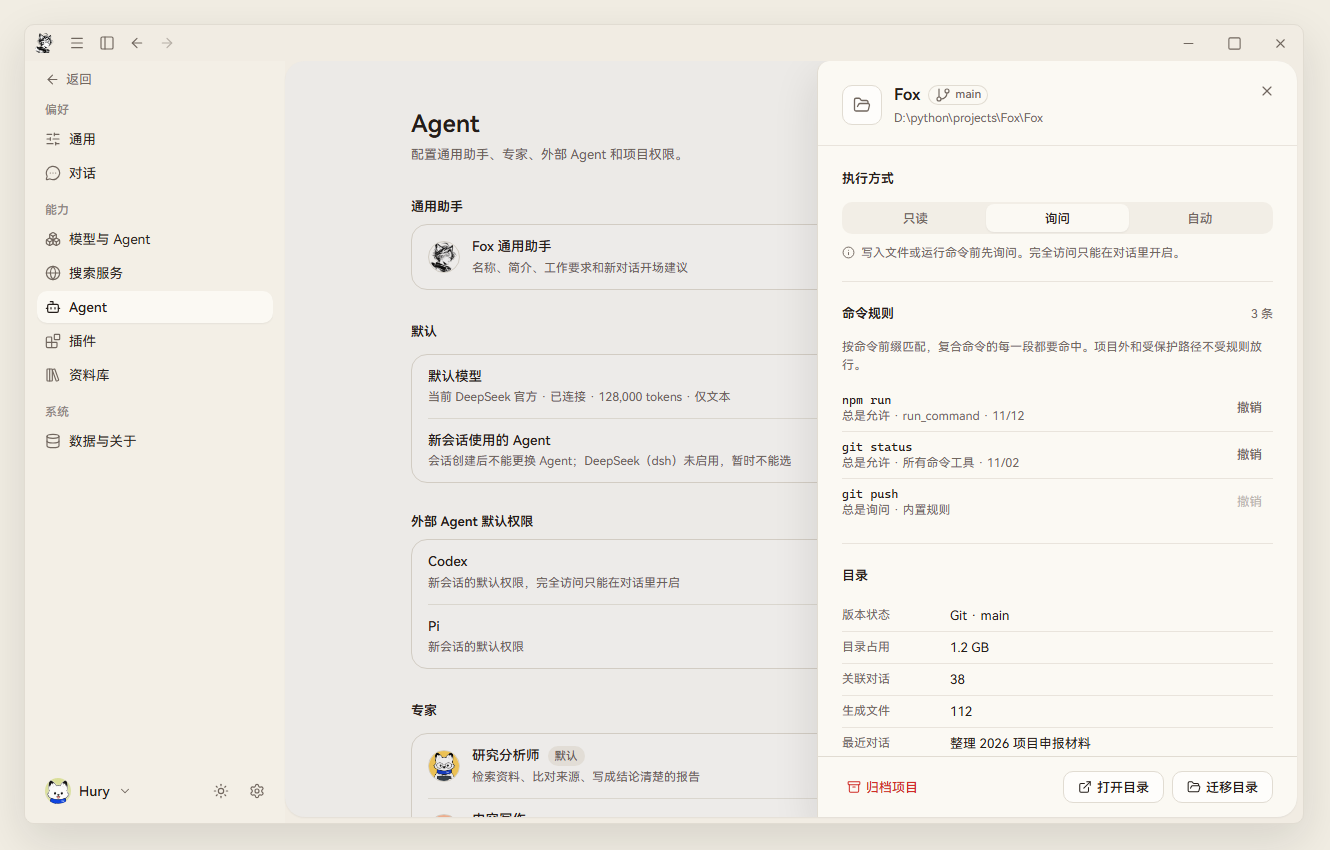 返回
偏好
通用
对话
能力
模型与 Agent
搜索服务
Agent
插件
资料库
系统
数据与关于
Hury
Agent
配置通用助手、专家、外部 Agent 和项目权限。
通用助手
Fox 通用助手
名称、简介、工作要求和新对话开场建议
默认
默认模型
当前 DeepSeek 官方 · 已连接 · 128,000 tokens · 仅文本
新会话使用的 Agent
会话创建后不能更换 Agent；DeepSeek（dsh）未启用，暂时不能选
外部 Agent 默认权限
Codex
新会话的默认权限，完全访问只能在对话里开启
Pi
新会话的默认权限
专家
研究分析师 默认
检索资料、比对来源、写成结论清楚的报告
Fox main
D:\python\projects\Fox\Fox
执行方式
只读 询问 自动
写入文件或运行命令前先询问。完全访问只能在对话里开启。
命令规则 3 条
按命令前缀匹配，复合命令的每一段都要命中。项目外和受保护路径不受规则放
行。
npm run
总是允许 · run_command · 11/12
撤销
git status
总是允许 · 所有命令工具 · 11/02
撤销
git push
总是询问 · 内置规则
撤销
目录
版本状态 Git · main
目录占用 1.2 GB
关联对话 38
生成文件 112
最近对话 整理 2026 项目申报材料
归档项目 打开目录 迁移目录